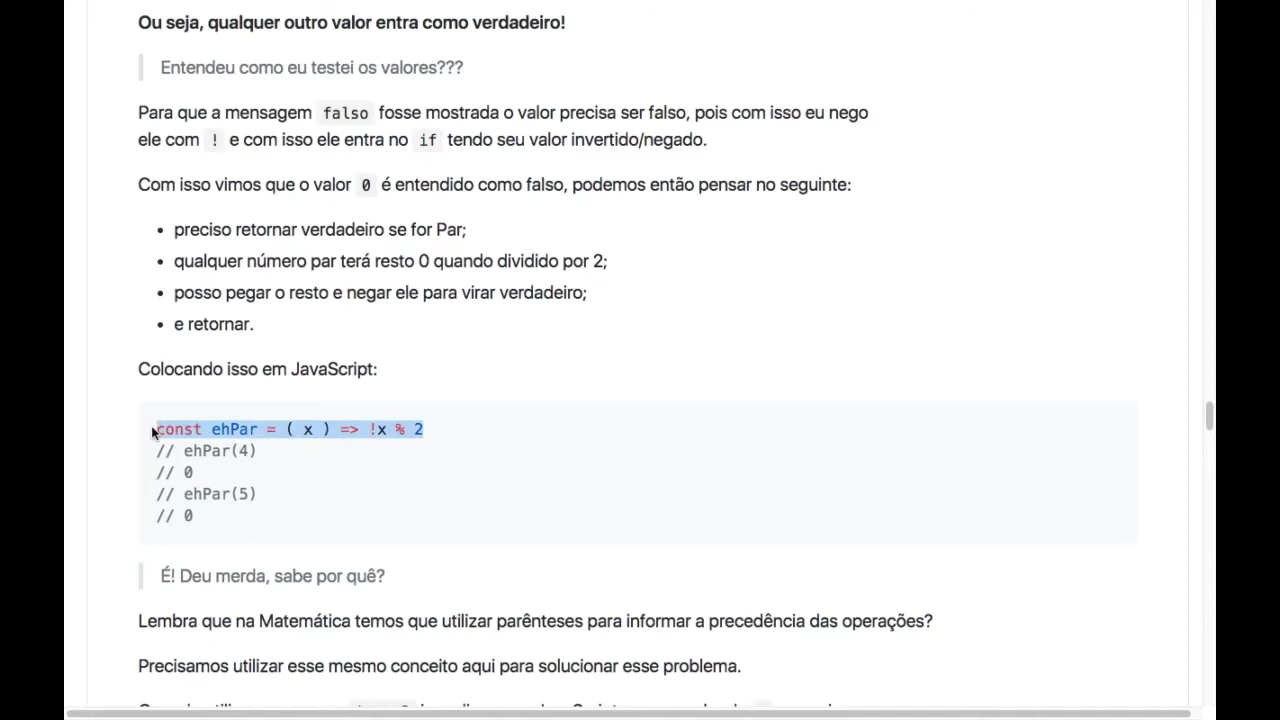 Ou seja, qualquer outro valor entra como verdadeiro!
Entendeu como eu testei os valores???
Para que a mensagem falso fosse mostrada o valor precisa ser falso, pois com isso eu nego
ele com ! e com isso ele entra no if tendo seu valor invertido/negado.
Com isso vimos que o valor 0 é entendido como falso, podemos então pensar no seguinte:
• preciso retornar verdadeiro se for Par;
• qualquer número par terá resto 0 quando dividido por 2;
• posso pegar o resto e negar ele para virar verdadeiro;
• e retornar.
Colocando isso em JavaScript:
const ehPar = ( x ) => !x % 2
// ehPar(4)
// 0
// ehPar(5)
// 0
É! Deu merda, sabe por quê?
Lembra que na Matemática temos que utilizar parênteses para informar a precedência das operações?
Precisamos utilizar esse mesmo conceito aqui para solucionar esse problema.